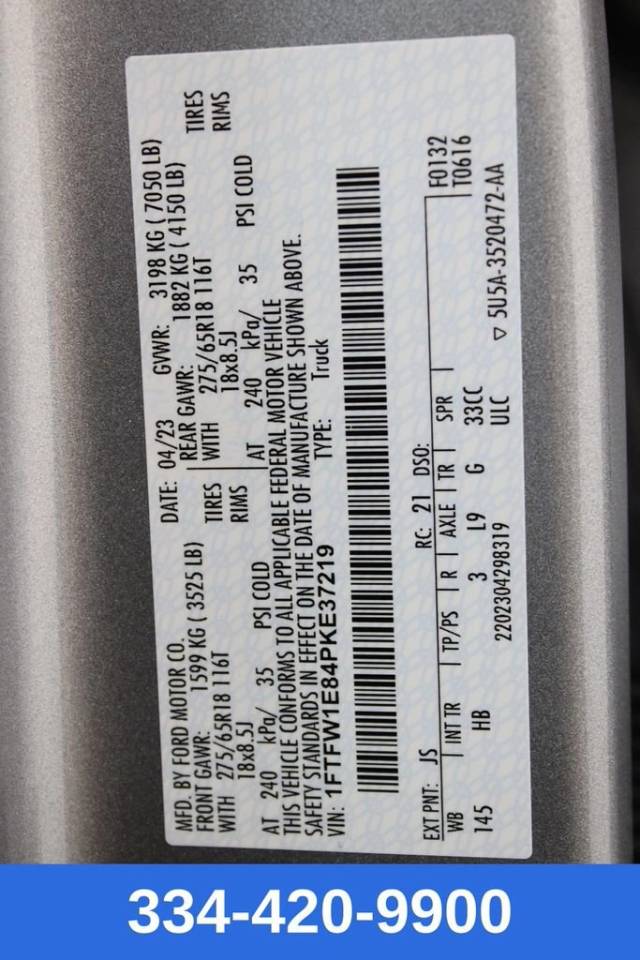 MFD. BY FORD MOTOR CO.
DATE: 04/23 GVWR: 3198 KG ( 7050 LB)
FRONT GAWR: 1599 KG ( 3525 LB) REAR GAWR: 1882 KG ( 4150 LB)
WITH 275/65R18 116T TIRES WITH 275/65R18 116T TIRES
18x8.5J RIMS 18x8.5J RIMS
AT 240 kPa/ 35 PSI COLD AT 240 kPa/ 35 PSI COLD
THIS VEHICLE CONFORMS TO ALL APPLICABLE FEDERAL MOTOR VEHICLE
SAFETY STANDARDS IN EFFECT ON THE DATE OF MANUFACTURE SHOWN ABOVE.
VIN: 1FTFW1E84PKE37219 TYPE: Truck
EXT PNT: JS RC: 21 DSO: F0132
WB INT TR TP/PS R AXLE TR SPR T0616
145 HB 3 L9 G 33CC
2202304298319 ULC ▽ 5U5A-3520472-AA
334-420-9900